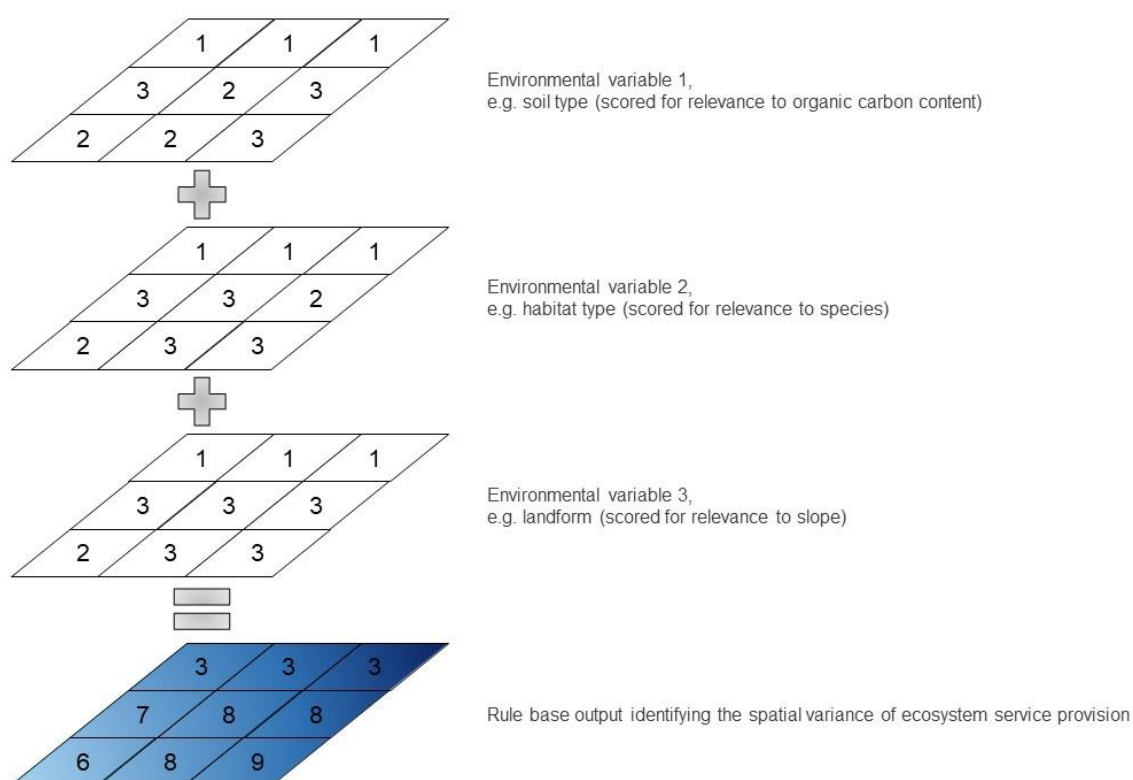 1 1 1
3 2 3
2 2 3
Environmental variable 1,
e.g. soil type (scored for relevance to organic carbon content)
1 1 1
3 3 2
2 3 3
Environmental variable 2,
e.g. habitat type (scored for relevance to species)
1 1 1
3 3 3
2 3 3
Environmental variable 3,
e.g. landform (scored for relevance to slope)
3 3 3
7 8 8
6 8 9
Rule base output identifying the spatial variance of ecosystem service provision